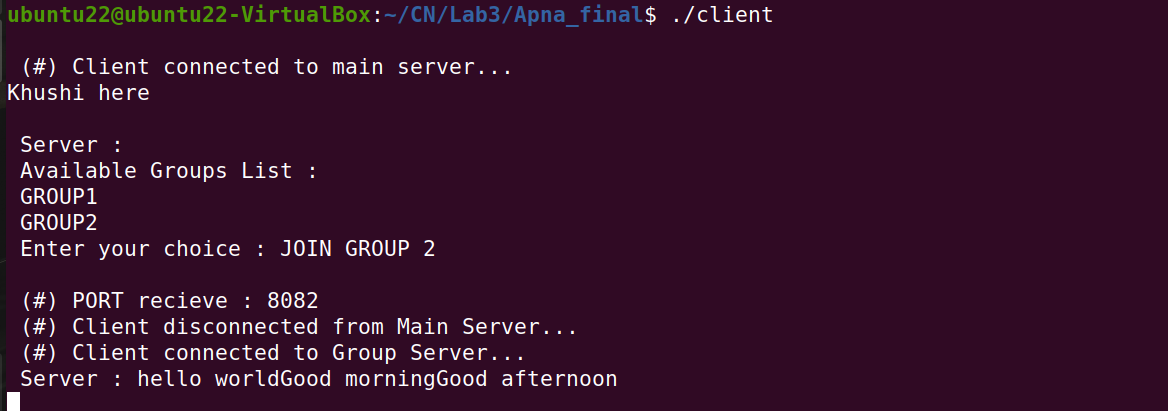 ubuntu22@ubuntu22-VirtualBox:~/CN/Lab3/Apna_final$ ./client
(#) Client connected to main server...
Khushi here
Server :
Available Groups List :
GROUP1
GROUP2
Enter your choice : JOIN GROUP 2
(#) PORT recieve : 8082
(#) Client disconnected from Main Server...
(#) Client connected to Group Server...
Server : hello worldGood morningGood afternoon